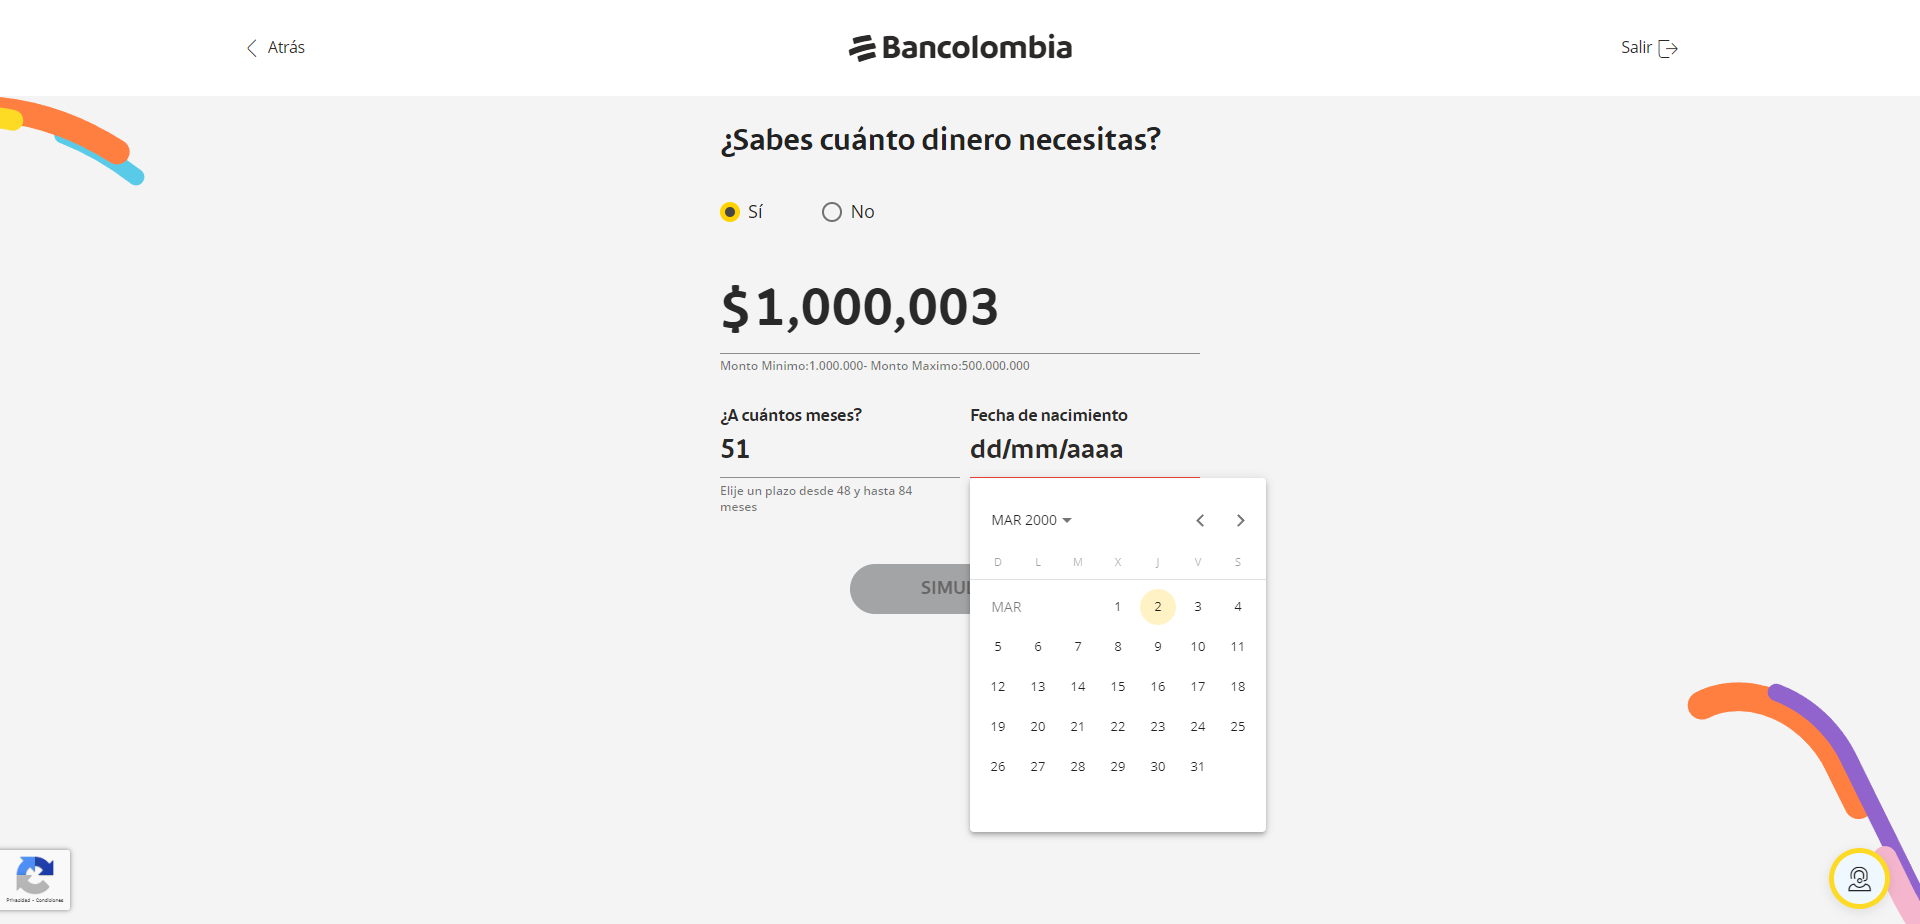 Atrás
Bancolombia
Salir
¿Sabes cuánto dinero necesitas?
Sí
No
$1,000,003
Monto Minimo:1.000.000- Monto Maximo:500.000.000
¿A cuántos meses?
Fecha de nacimiento
51
dd/mm/aaaa
Elije un plazo desde 48 y hasta 84
meses
MAR 2000
D L M X J V S
MAR 1 2 3 4
5 6 7 8 9 10 11
12 13 14 15 16 17 18
19 20 21 22 23 24 25
26 27 28 29 30 31
SIMUL
Privacidad - Condiciones